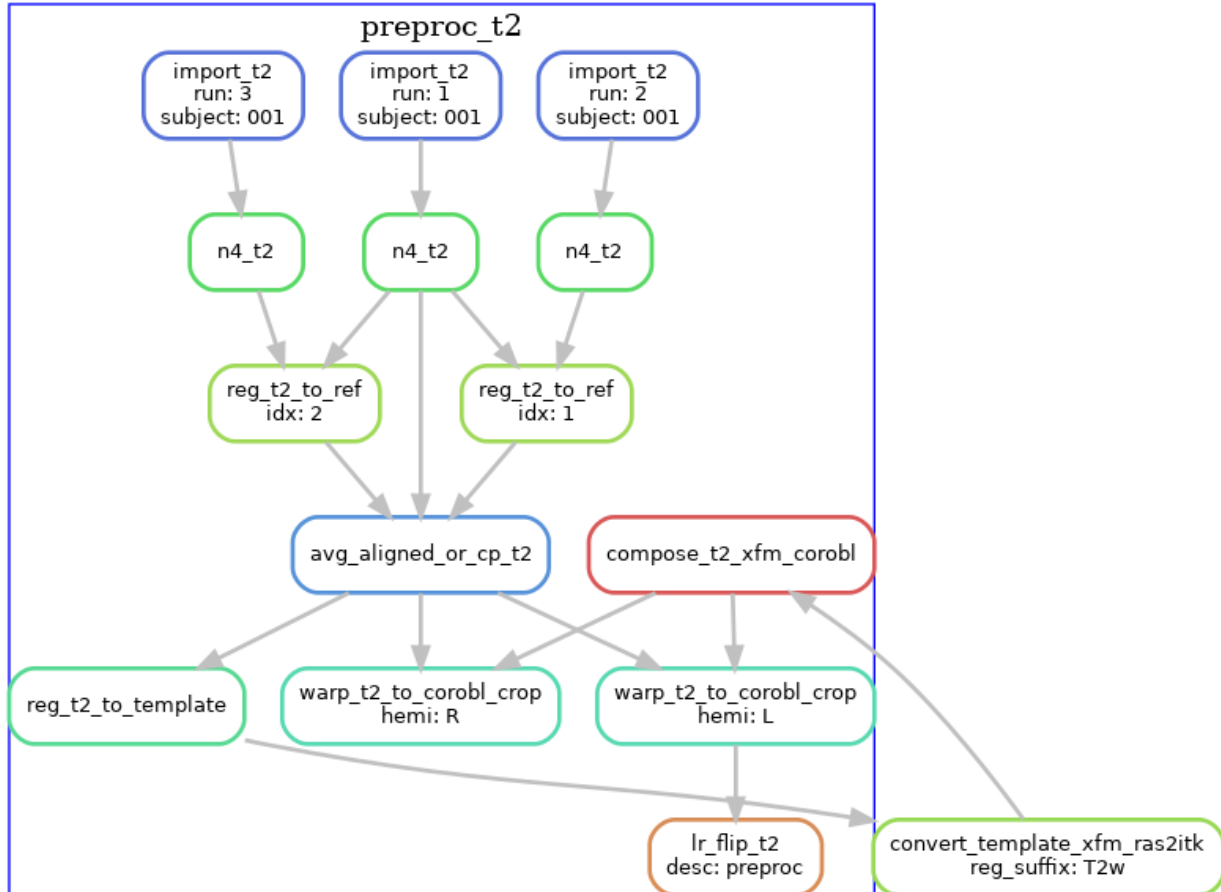 preproc_t2
import_t2
run: 3
subject: 001
import_t2
run: 1
subject: 001
import_t2
run: 2
subject: 001
n4_t2
n4_t2
n4_t2
reg_t2_to_ref
idx: 2
reg_t2_to_ref
idx: 1
avg_aligned_or_cp_t2
compose_t2_xfm_corobl
reg_t2_to_template
warp_t2_to_corobl_crop
hemi: R
warp_t2_to_corobl_crop
hemi: L
lr_flip_t2
desc: preproc
convert_template_xfm_ras2itk
reg_suffix: T2w